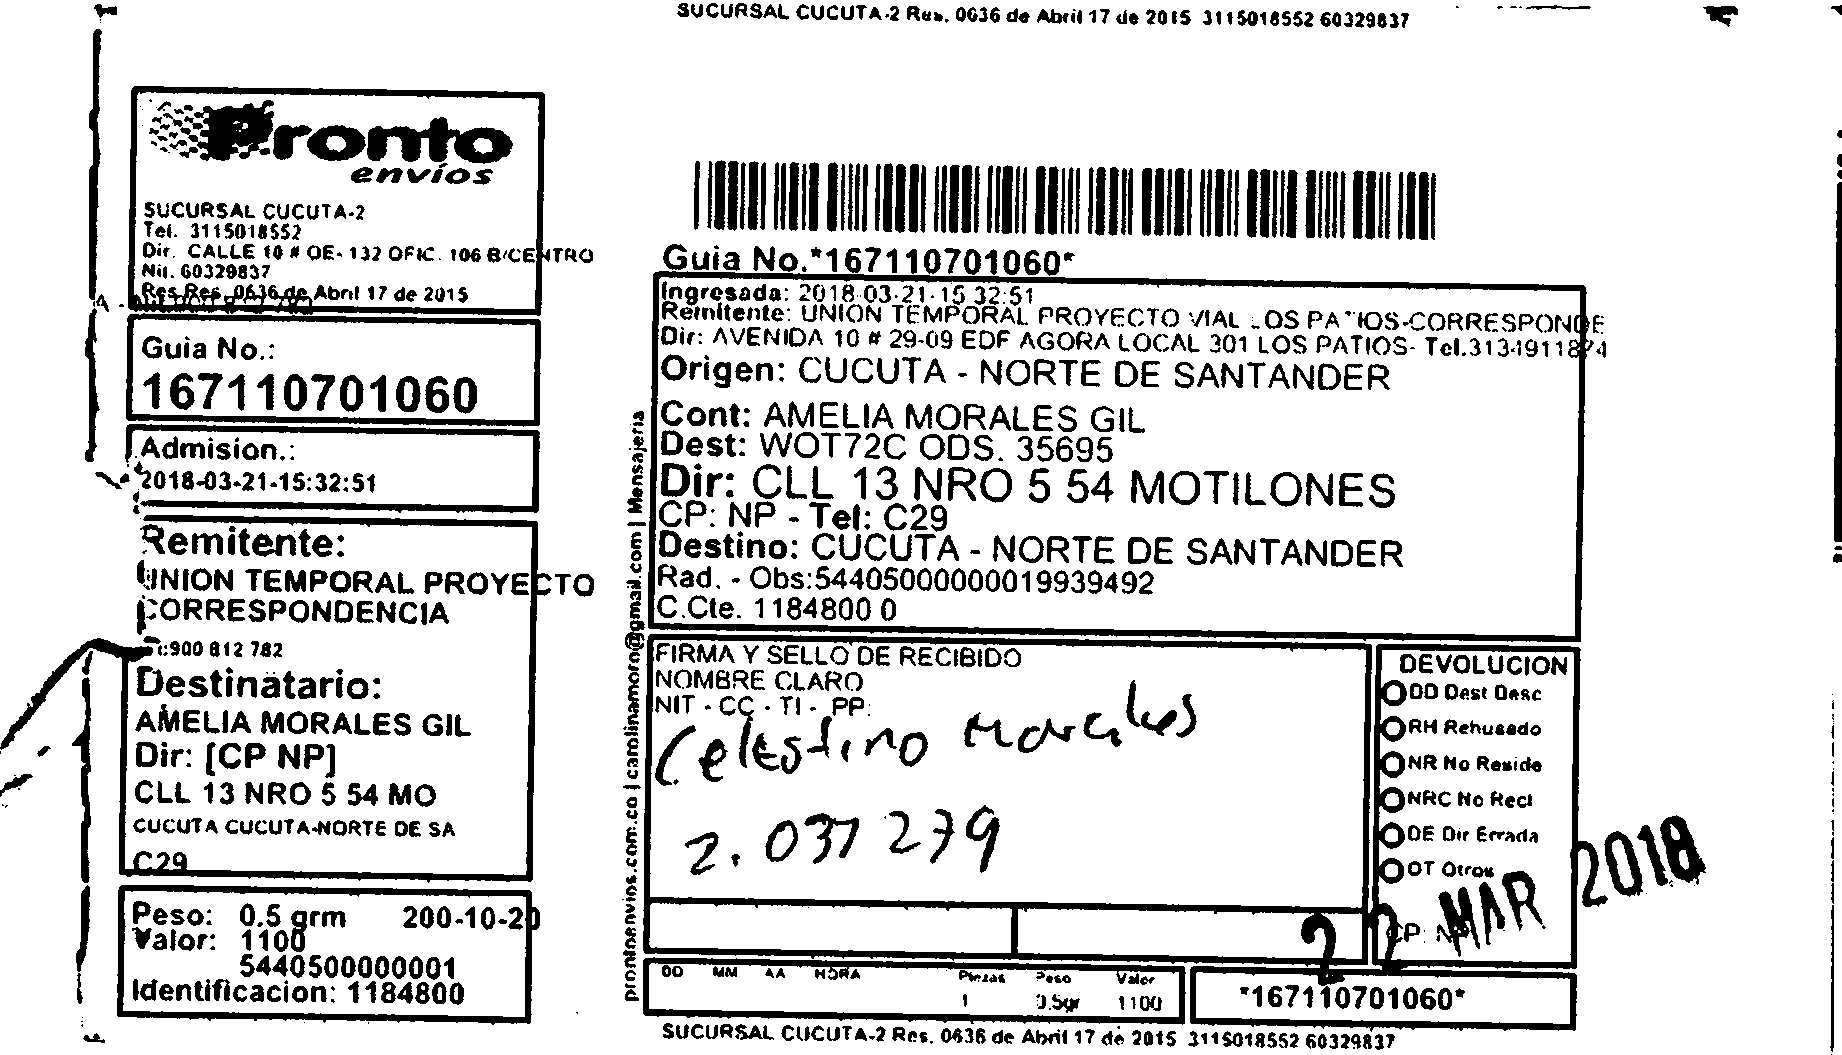 SUCURSAL CUCUTA-2 Res. 0636 de Abril 17 de 2015 3115018552 60329837
Pronto
envíos
SUCURSAL CUCUTA-2
Tel. 3115018552
Dir. CALLE 10 # OE- 132 OFIC. 106 B/CENTRO
Nit. 60329837
Res.Res. 0636 de Abril 17 de 2015
Guia No.:
167110701060
Admision.:
2018-03-21-15:32:51
Remitente:
UNION TEMPORAL PROYECTO
CORRESPONDENCIA
900 812 782
Destinatario:
AMELIA MORALES GIL
Dir: [CP NP]
CLL 13 NRO 5 54 MO
CUCUTA CUCUTA-NORTE DE SA
C29
Peso: 0.5 grm 200-10-20
Valor: 1100
5440500000001
Identificacion: 1184800
prontoenvios.com.co | carolinamoro@gmail.com | Mensajeria
Guia No.*167110701060*
Ingresada: 2018-03-21-15 32:51
Remitente: UNION TEMPORAL PROYECTO VIAL LOS PATIOS-CORRESPONDE
Dir: AVENIDA 10 # 29-09 EDF AGORA LOCAL 301 LOS PATIOS- Tel.3134911874
Origen: CUCUTA - NORTE DE SANTANDER
Cont: AMELIA MORALES GIL
Dest: WOT72C ODS. 35695
Dir: CLL 13 NRO 5 54 MOTILONES
CP: NP - Tel: C29
Destino: CUCUTA - NORTE DE SANTANDER
Rad. - Obs:54405000000019939492
C.Cte. 1184800 0
FIRMA Y SELLO DE RECIBIDO
NOMBRE CLARO
NIT - CC - TI - PP:
Celestino Morales
2.037279
DEVOLUCION
DD Dest Desc
RH Rehusado
NR No Reside
NRC No Recl
DE Dir Errada
OT Otros
CP:
22 MAR 2018
DD MM AA HORA Piezas Peso Valor
1 0.5gr 1100
*167110701060*
SUCURSAL CUCUTA-2 Res. 0636 de Abril 17 de 2015 3115018552 60329837